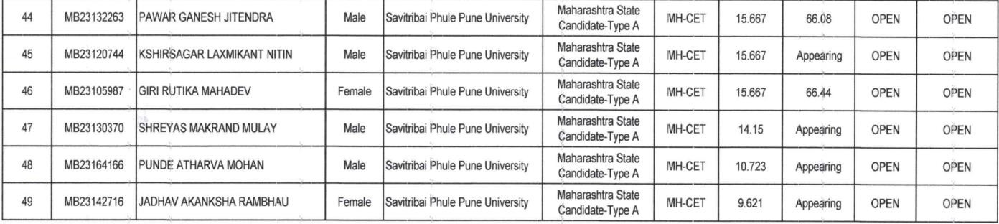 44 MB23132263 PAWAR GANESH JITENDRA Male Savitribai Phule Pune University Maharashtra State Candidate-Type A MH-CET 15.667 66.08 OPEN OPEN
45 MB23120744 KSHIRSAGAR LAXMIKANT NITIN Male Savitribai Phule Pune University Maharashtra State Candidate-Type A MH-CET 15.667 Appearing OPEN OPEN
46 MB23105987 GIRI RUTIKA MAHADEV Female Savitribai Phule Pune University Maharashtra State Candidate-Type A MH-CET 15.667 66.44 OPEN OPEN
47 MB23130370 SHREYAS MAKRAND MULAY Male Savitribai Phule Pune University Maharashtra State Candidate-Type A MH-CET 14.15 Appearing OPEN OPEN
48 MB23164166 PUNDE ATHARVA MOHAN Male Savitribai Phule Pune University Maharashtra State Candidate-Type A MH-CET 10.723 Appearing OPEN OPEN
49 MB23142716 JADHAV AKANKSHA RAMBHAU Female Savitribai Phule Pune University Maharashtra State Candidate-Type A MH-CET 9.621 Appearing OPEN OPEN